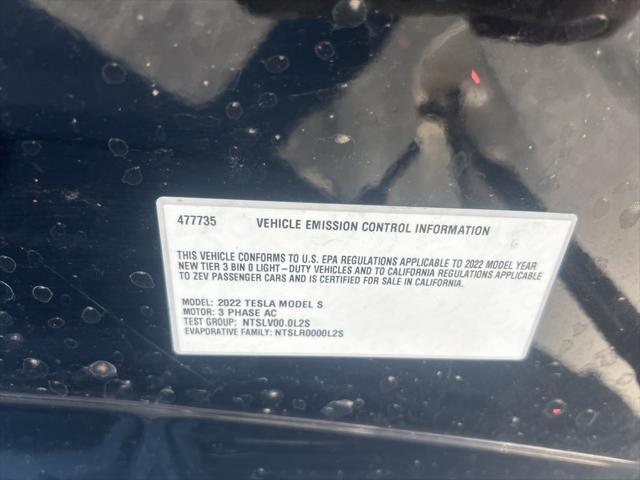 477735 VEHICLE EMISSION CONTROL INFORMATION
THIS VEHICLE CONFORMS TO U.S. EPA REGULATIONS APPLICABLE TO 2022 MODEL YEAR
NEW TIER 3 BIN 0 LIGHT-DUTY VEHICLES AND TO CALIFORNIA REGULATIONS APPLICABLE
TO ZEV PASSENGER CARS AND IS CERTIFIED FOR SALE IN CALIFORNIA.
MODEL: 2022 TESLA MODEL S
MOTOR: 3 PHASE AC
TEST GROUP: NTSLV00.0L2S
EVAPORATIVE FAMILY: NTSLR0000L2S